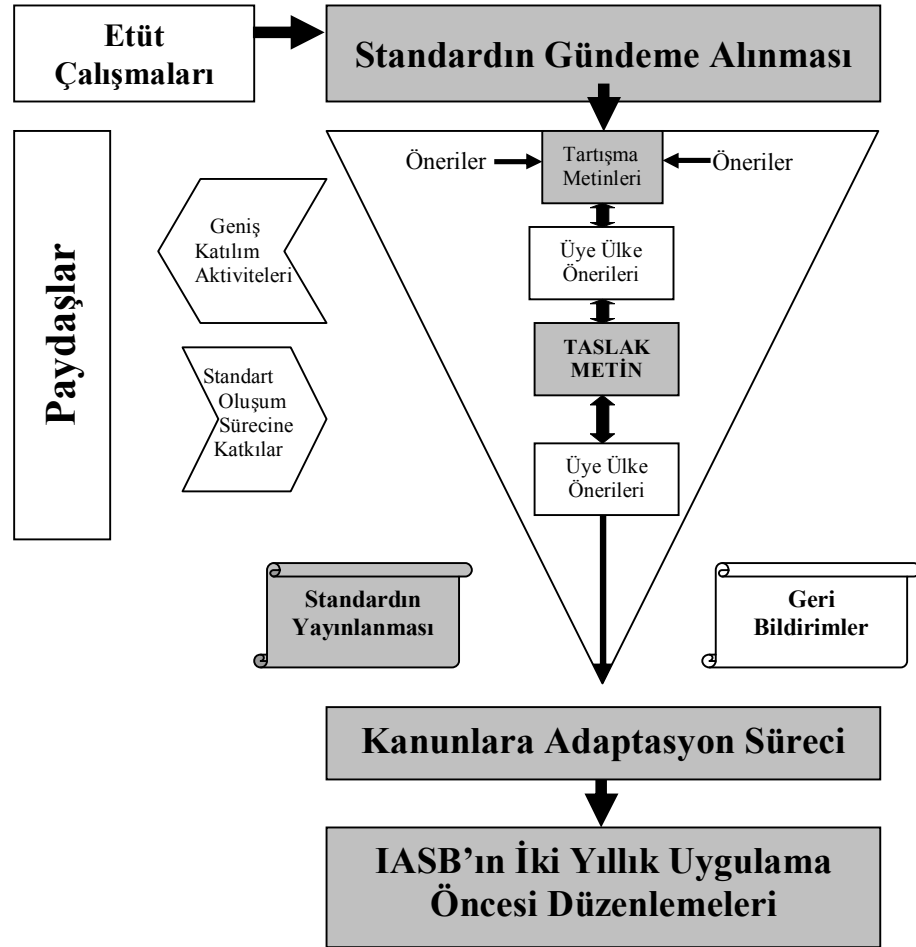 Etüt
Çalışmaları
Standardın Gündeme Alınması
Paydaşlar
Öneriler
Tartışma
Metinleri
Öneriler
Geniş
Katılım
Aktiviteleri
Üye Ülke
Önerileri
TASLAK
METİN
Standart
Oluşum
Sürecine
Katkılar
Üye Ülke
Önerileri
Standardın
Yayınlanması
Geri
Bildirimler
Kanunlara Adaptasyon Süreci
IASB’ın İki Yıllık Uygulama
Öncesi Düzenlemeleri